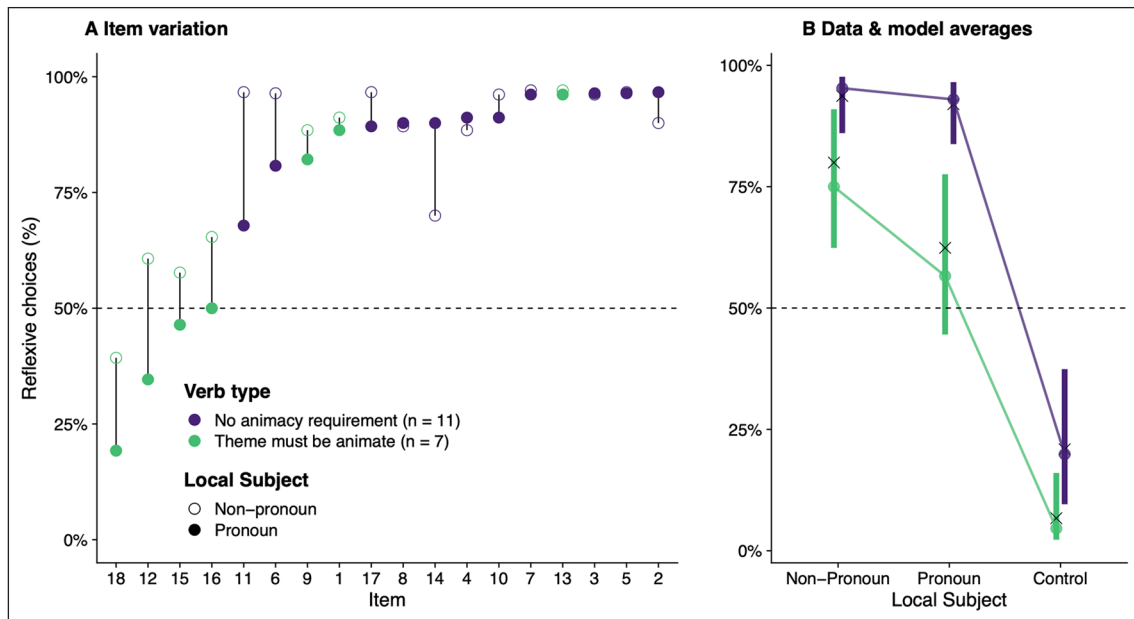 A Item variation
100%
75%
50%
25%
0%
Reflexive choices (%)
Verb type
No animacy requirement (n = 11)
Theme must be animate (n = 7)
Local Subject
Non-pronoun
Pronoun
18 12 15 16 11 6 9 1 17 8 14 4 10 7 13 3 5 2
Item
B Data & model averages
100%
75%
50%
25%
0%
Non-Pronoun Pronoun Control
Local Subject